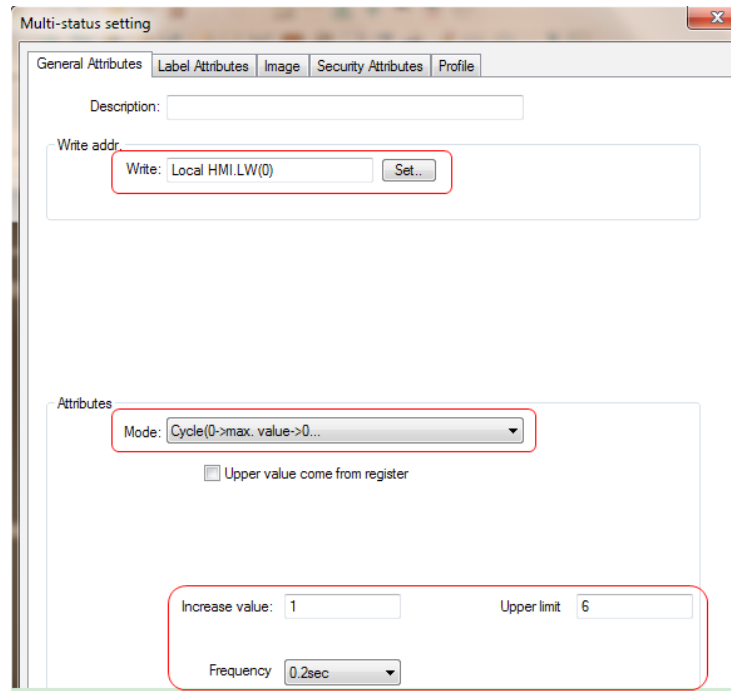 Multi-status setting
General Attributes Label Attributes Image Security Attributes Profile
Description:
Write addr.
Write: Local HMI.LW(0) Set..
Attributes
Mode: Cycle(0->max. value->0...
Upper value come from register
Increase value: 1 Upper limit 6
Frequency 0.2sec